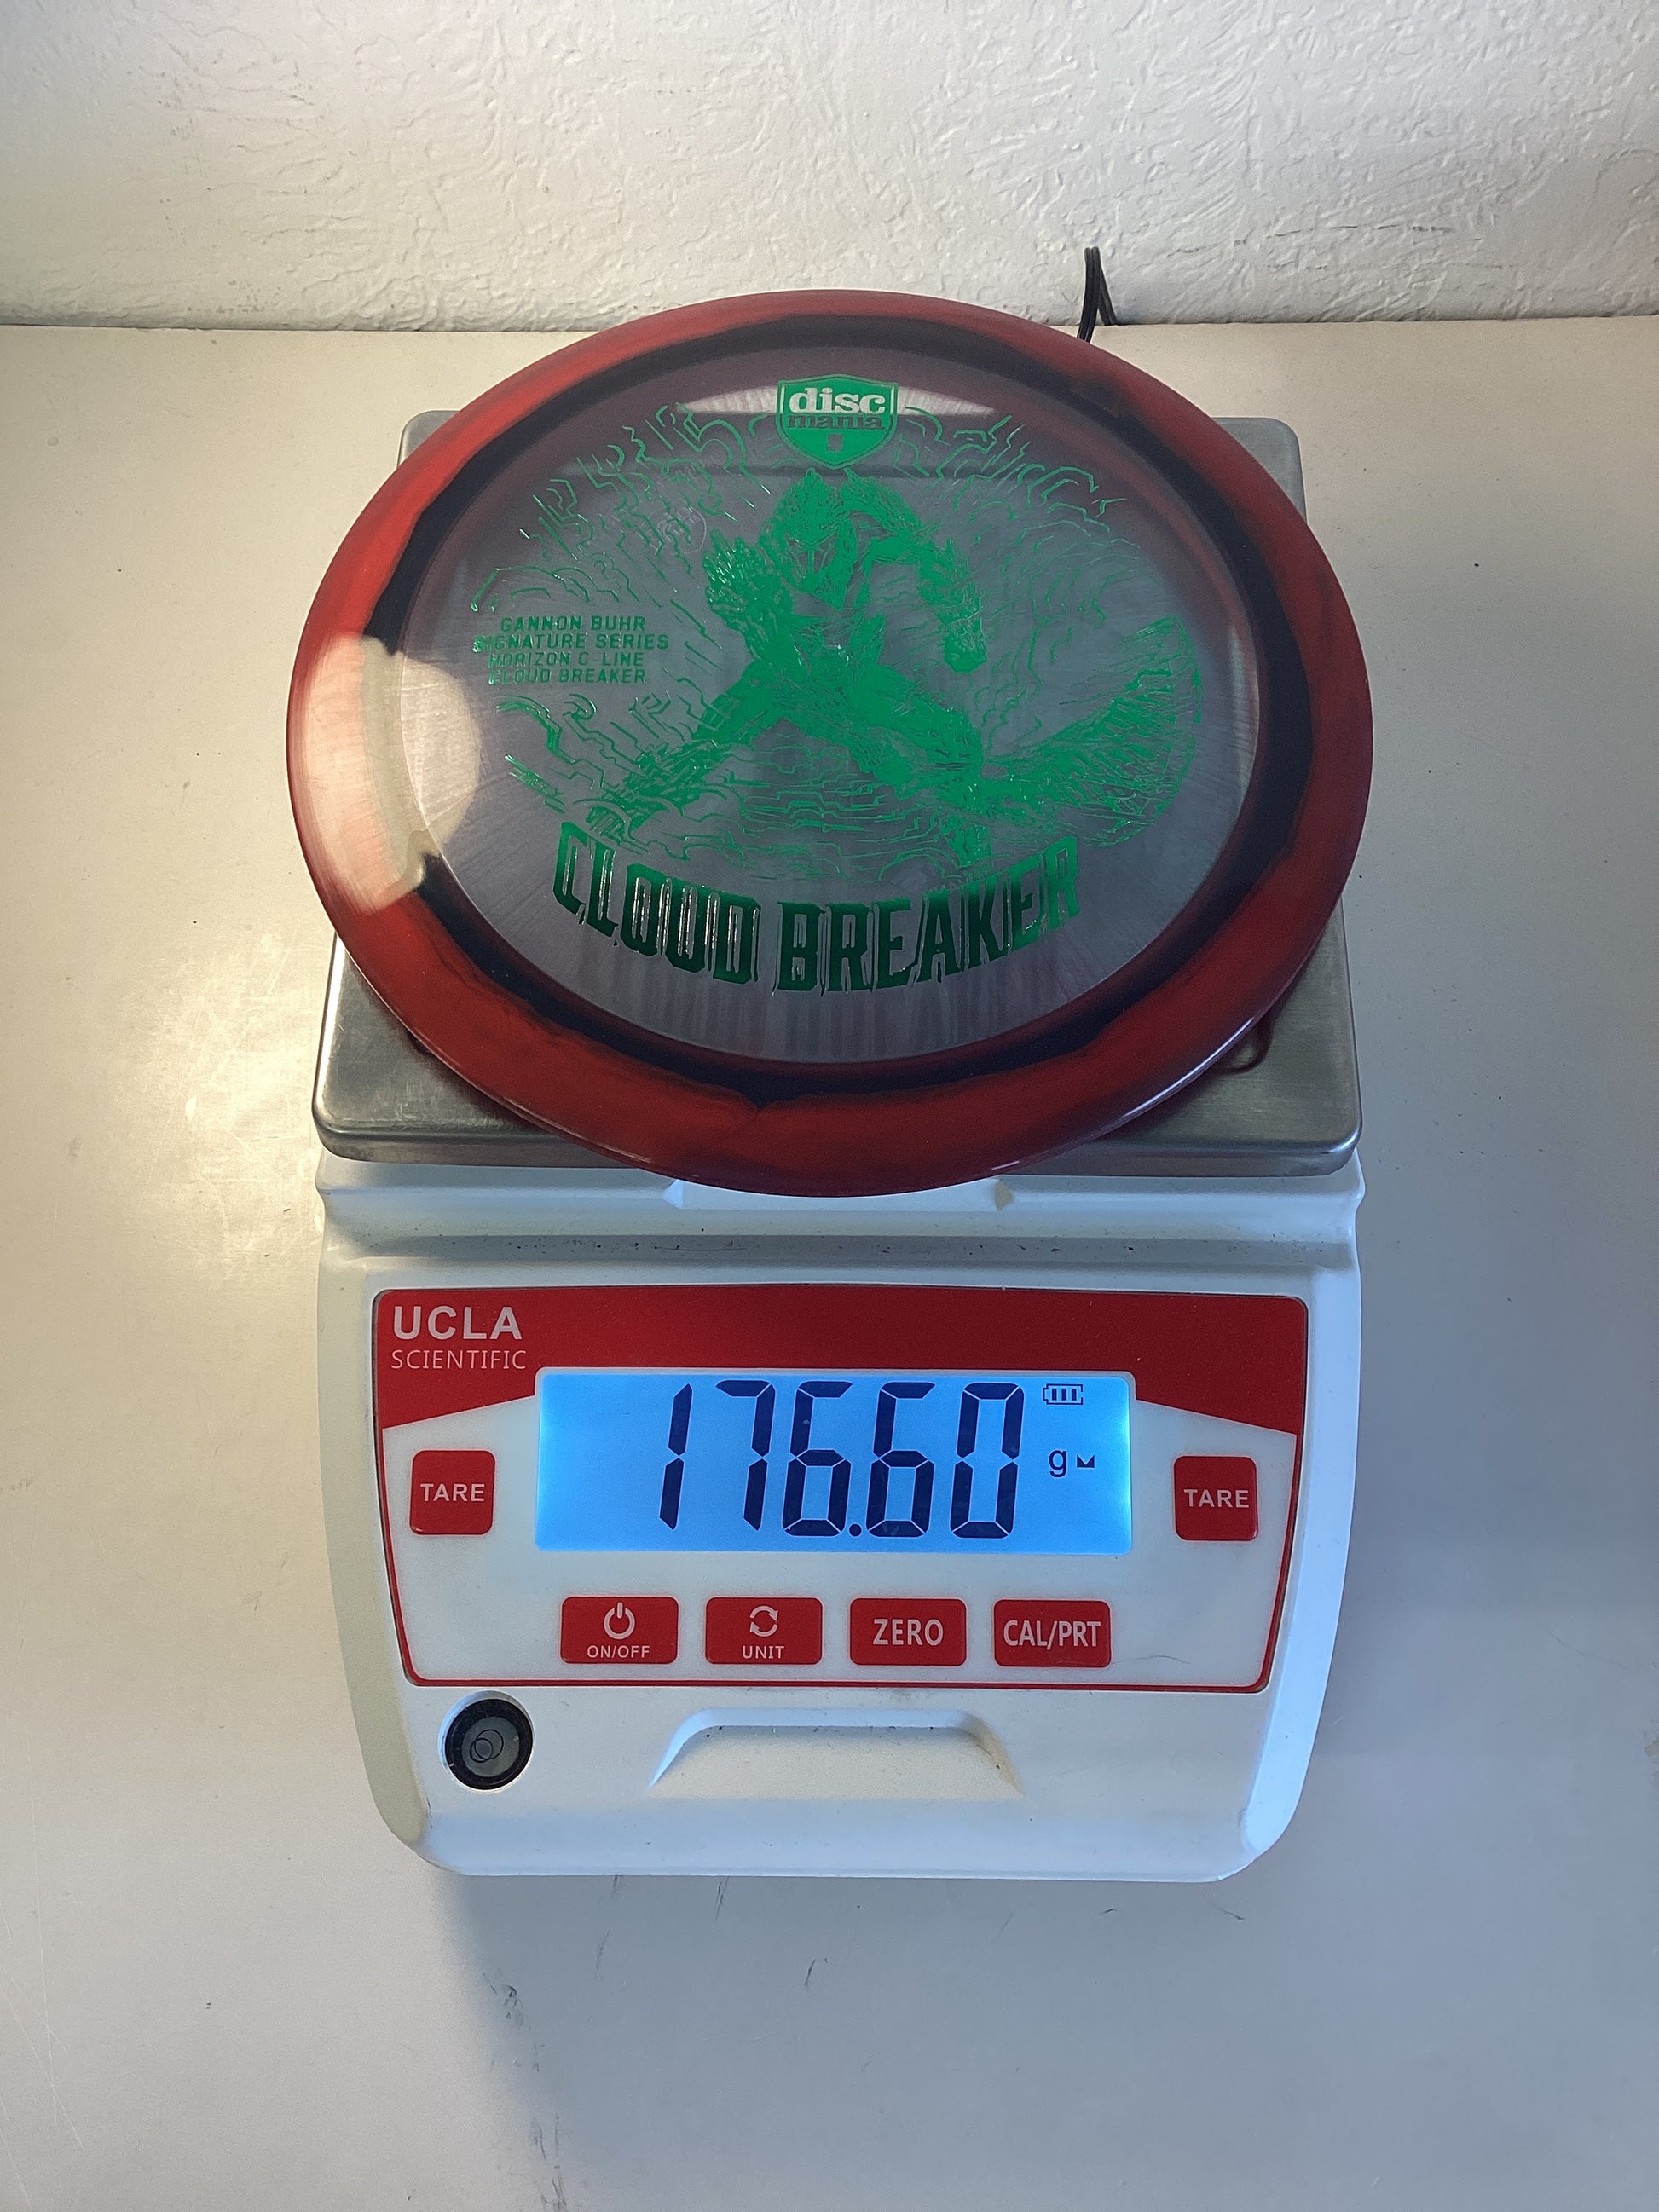 disc
mania
GANNON BUHR
SIGNATURE SERIES
HORIZON C-LINE
CLOUD BREAKER
CLOUD BREAKER
UCLA
SCIENTIFIC
176.60 g
TARE
TARE
ON/OFF
UNIT
ZERO
CAL/PRT